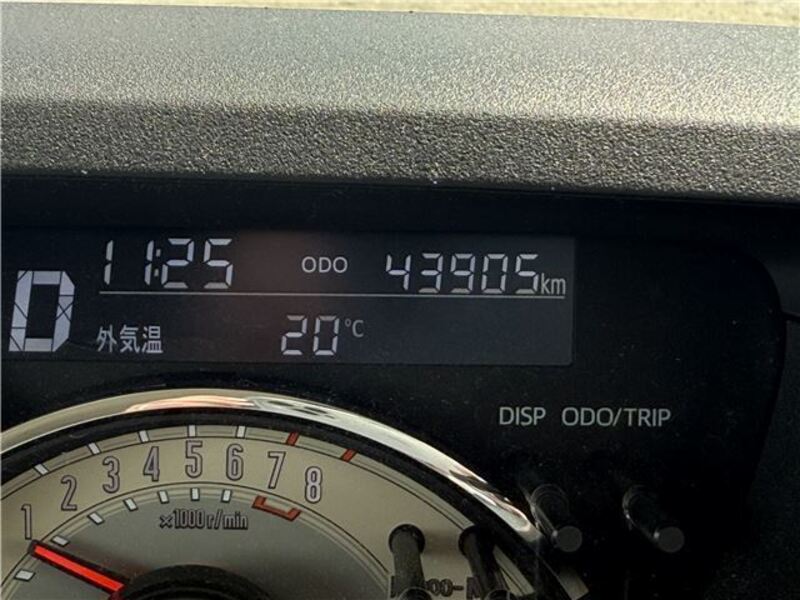 11:25 ODO 43905km
0
外気温 20℃
DISP ODO/TRIP
1 2 3 4 5 6 7 8
×1000r/min